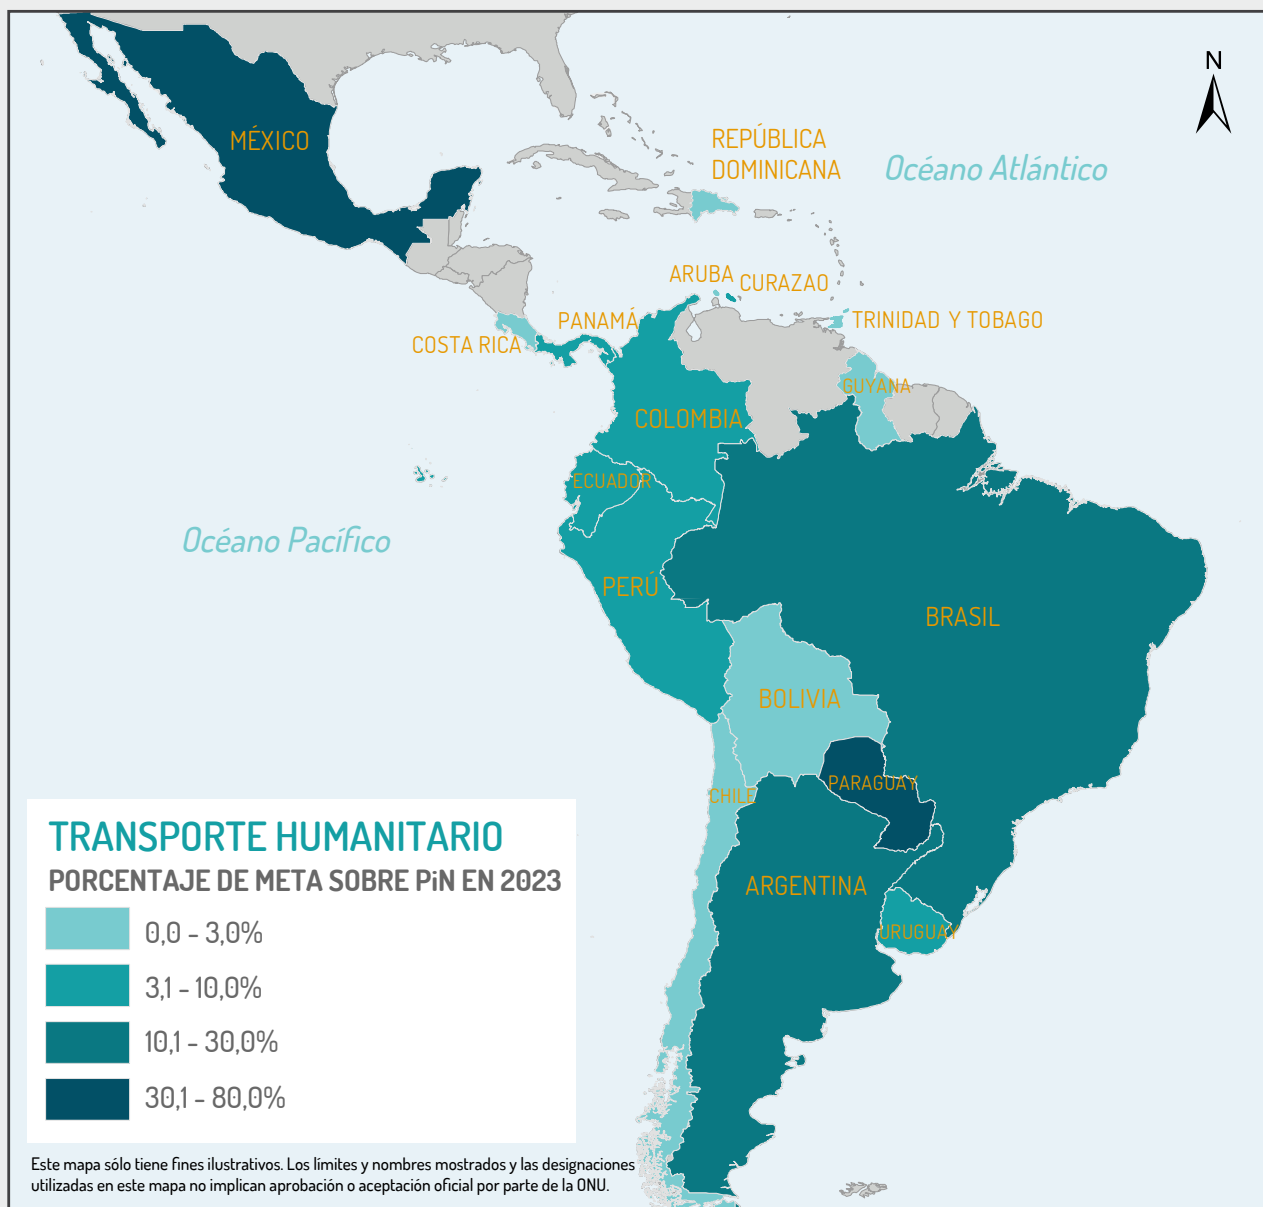 N
MÉXICO
REPÚBLICA
DOMINICANA
Océano Atlántico
ARUBA
CURAZAO
PANAMÁ
TRINIDAD Y TOBAGO
COSTA RICA
GUYANA
COLOMBIA
ECUADOR
Océano Pacífico
PERÚ
BRASIL
BOLIVIA
PARAGUAY
CHILE
ARGENTINA
URUGUAY
TRANSPORTE HUMANITARIO
PORCENTAJE DE META SOBRE PiN EN 2023
0,0 - 3,0%
3,1 - 10,0%
10,1 - 30,0%
30,1 - 80,0%
Este mapa sólo tiene fines ilustrativos. Los límites y nombres mostrados y las designaciones
utilizadas en este mapa no implican aprobación o aceptación oficial por parte de la ONU.